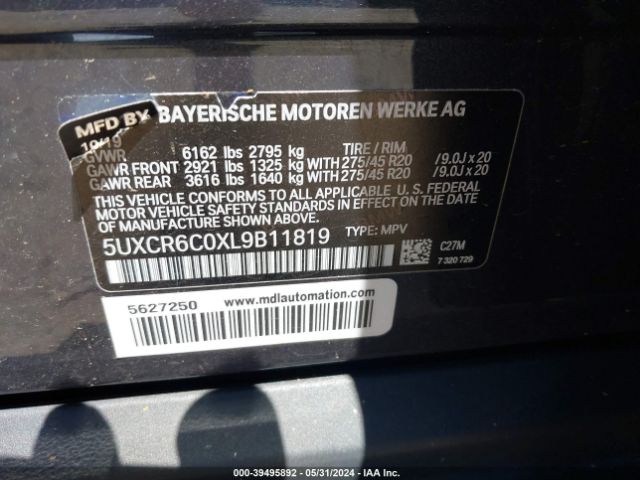 MFD BY BAYERISCHE MOTOREN WERKE AG
10/19
GVWR 6162 lbs 2795 kg TIRE / RIM
GAWR FRONT 2921 lbs 1325 kg WITH 275/45 R20 /9.0J x 20
GAWR REAR 3616 lbs 1640 kg WITH 275/45 R20 /9.0J x 20
THIS VEHICLE CONFORMS TO ALL APPLICABLE U. S. FEDERAL
MOTOR VEHICLE SAFETY STANDARDS IN EFFECT ON THE DATE
OF MANUFACTURE SHOWN ABOVE.
5UXCR6C0XL9B11819 TYPE: MPV
C27M
7 320 729
5627250 www.mdlautomation.com
000-39495892 - 05/31/2024 - IAA Inc.